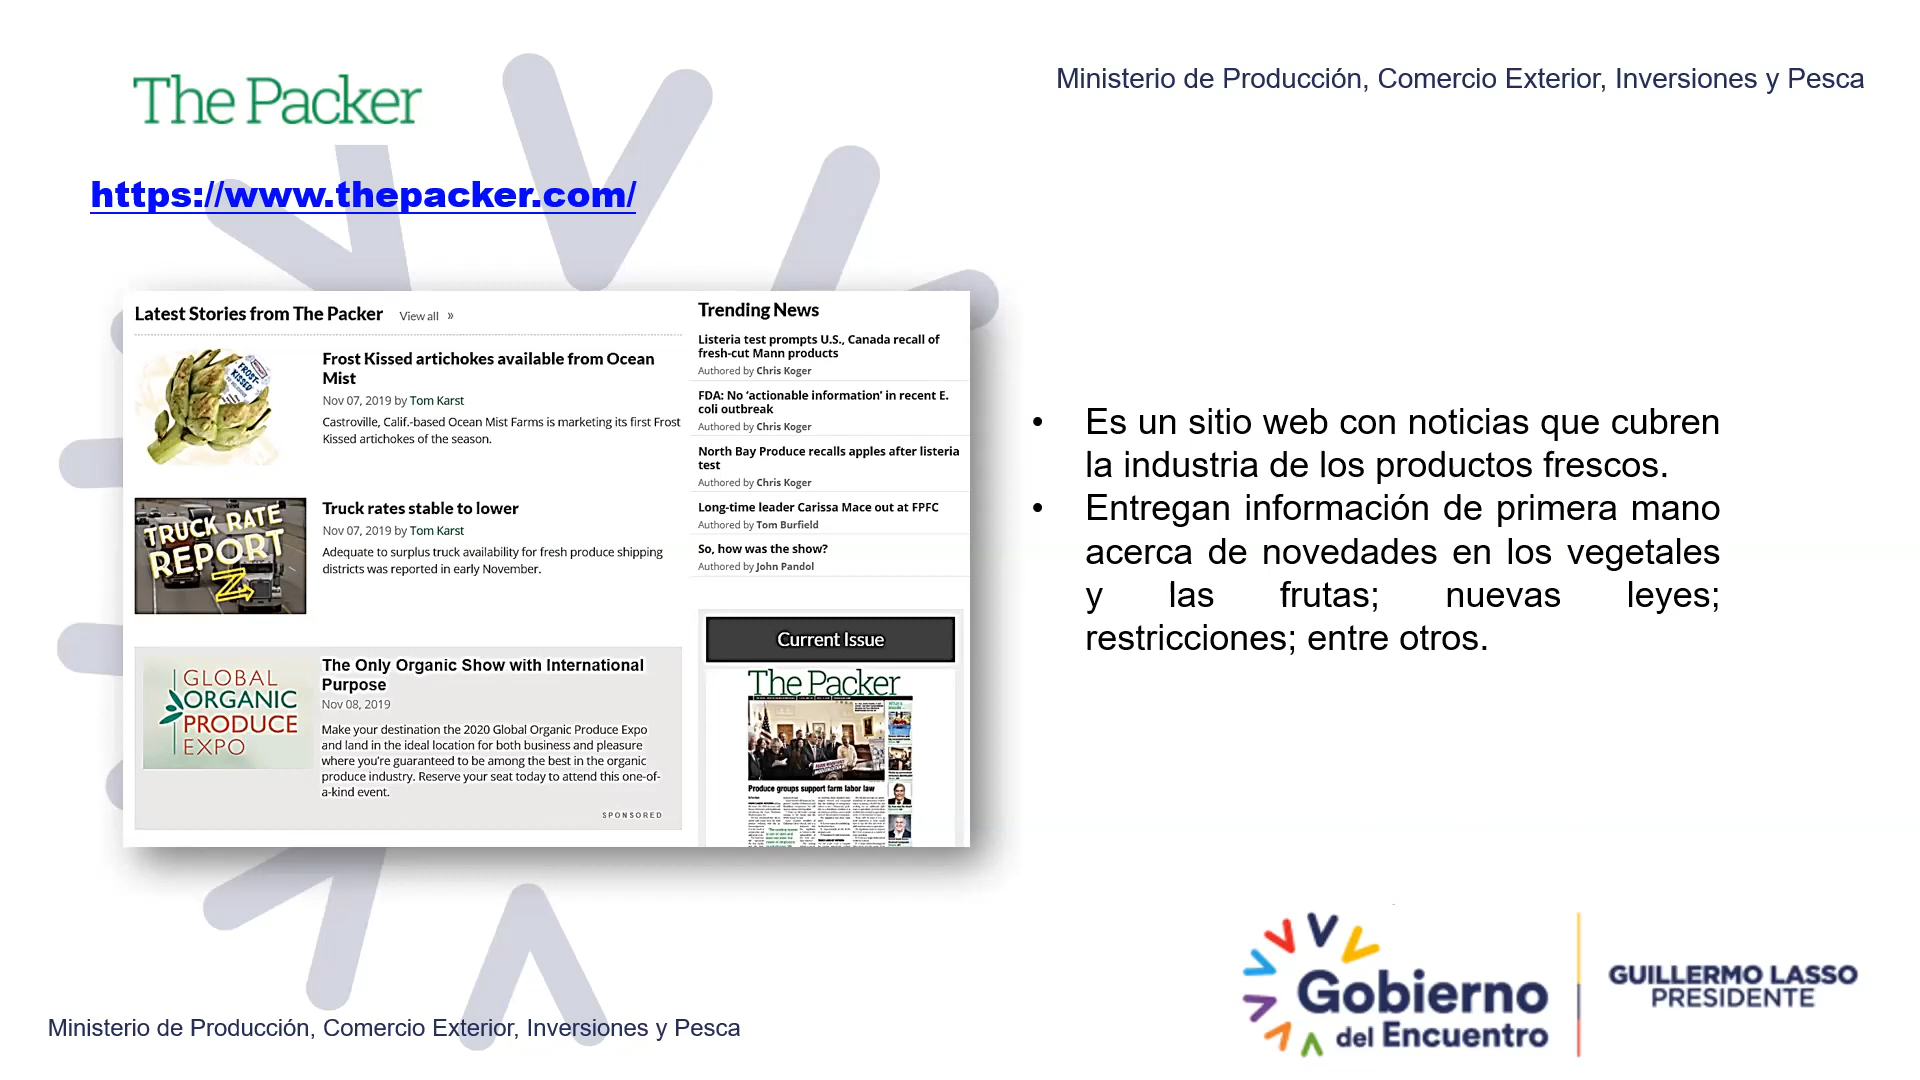 The Packer
Ministerio de Producción, Comercio Exterior, Inversiones y Pesca
https://www.thepacker.com/
Latest Stories from The Packer View all »
Frost Kissed artichokes available from Ocean
Mist
Nov 07, 2019 by Tom Karst
Castroville, Calif.-based Ocean Mist Farms is marketing its first Frost
Kissed artichokes of the season.
FROST-
KISSED
TRUCK RATE
REPORT
Truck rates stable to lower
Nov 07, 2019 by Tom Karst
Adequate to surplus truck availability for fresh produce shipping
districts was reported in early November.
GLOBAL
ORGANIC
PRODUCE
EXPO
The Only Organic Show with International
Purpose
Nov 08, 2019
Make your destination the 2020 Global Organic Produce Expo
and land in the ideal location for both business and pleasure
where you're guaranteed to be among the best in the organic
produce industry. Reserve your seat today to attend this one-of-
a-kind event.
SPONSORED
Trending News
Listeria test prompts U.S., Canada recall of
fresh-cut Mann products
Authored by Chris Koger
FDA: No ‘actionable information’ in recent E.
coli outbreak
Authored by Chris Koger
North Bay Produce recalls apples after listeria
test
Authored by Chris Koger
Long-time leader Carissa Mace out at FPFC
Authored by Tom Burfield
So, how was the show?
Authored by John Pandol
Current Issue
The Packer
Produce groups support farm labor law
• Es un sitio web con noticias que cubren
la industria de los productos frescos.
• Entregan información de primera mano
acerca de novedades en los vegetales
y las frutas; nuevas leyes;
restricciones; entre otros.
Gobierno
del Encuentro
GUILLERMO LASSO
PRESIDENTE
Ministerio de Producción, Comercio Exterior, Inversiones y Pesca